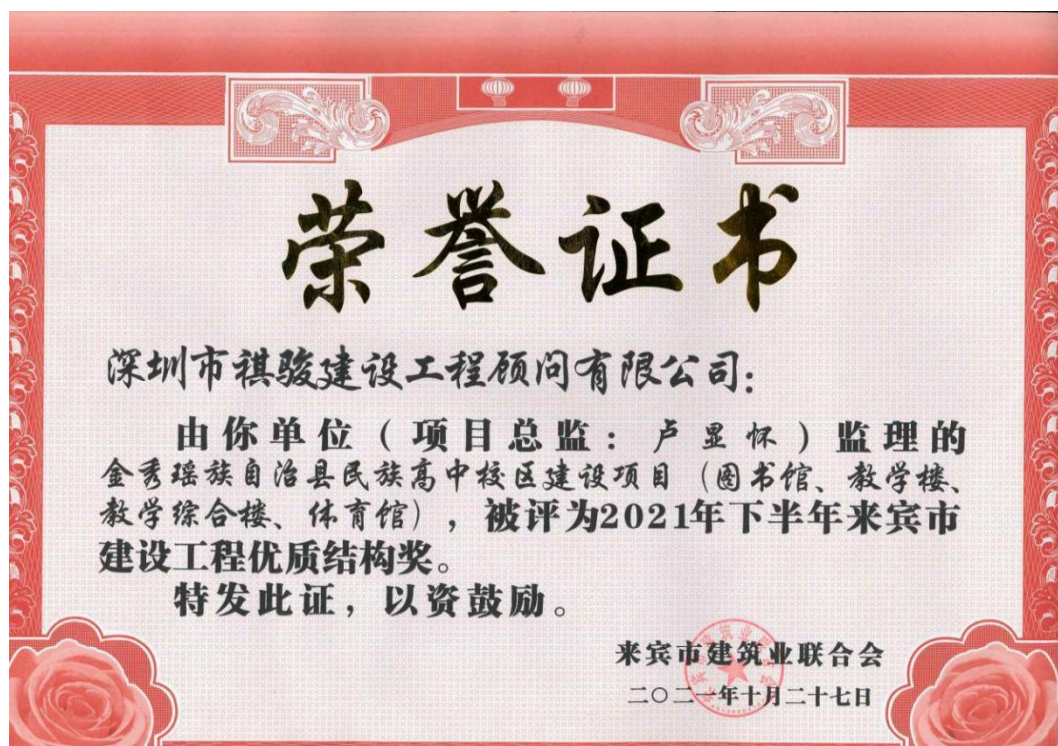 荣誉证书
深圳市祺骏建设工程顾问有限公司：
由你单位（项目总监：卢显怀）监理的
金秀瑶族自治县民族高中校区建设项目（图书馆、教学楼、
教学综合楼、体育馆），被评为2021年下半年来宾市
建设工程优质结构奖。
特发此证，以资鼓励。
来宾市建筑业联合会
二〇二一年十月二十七日